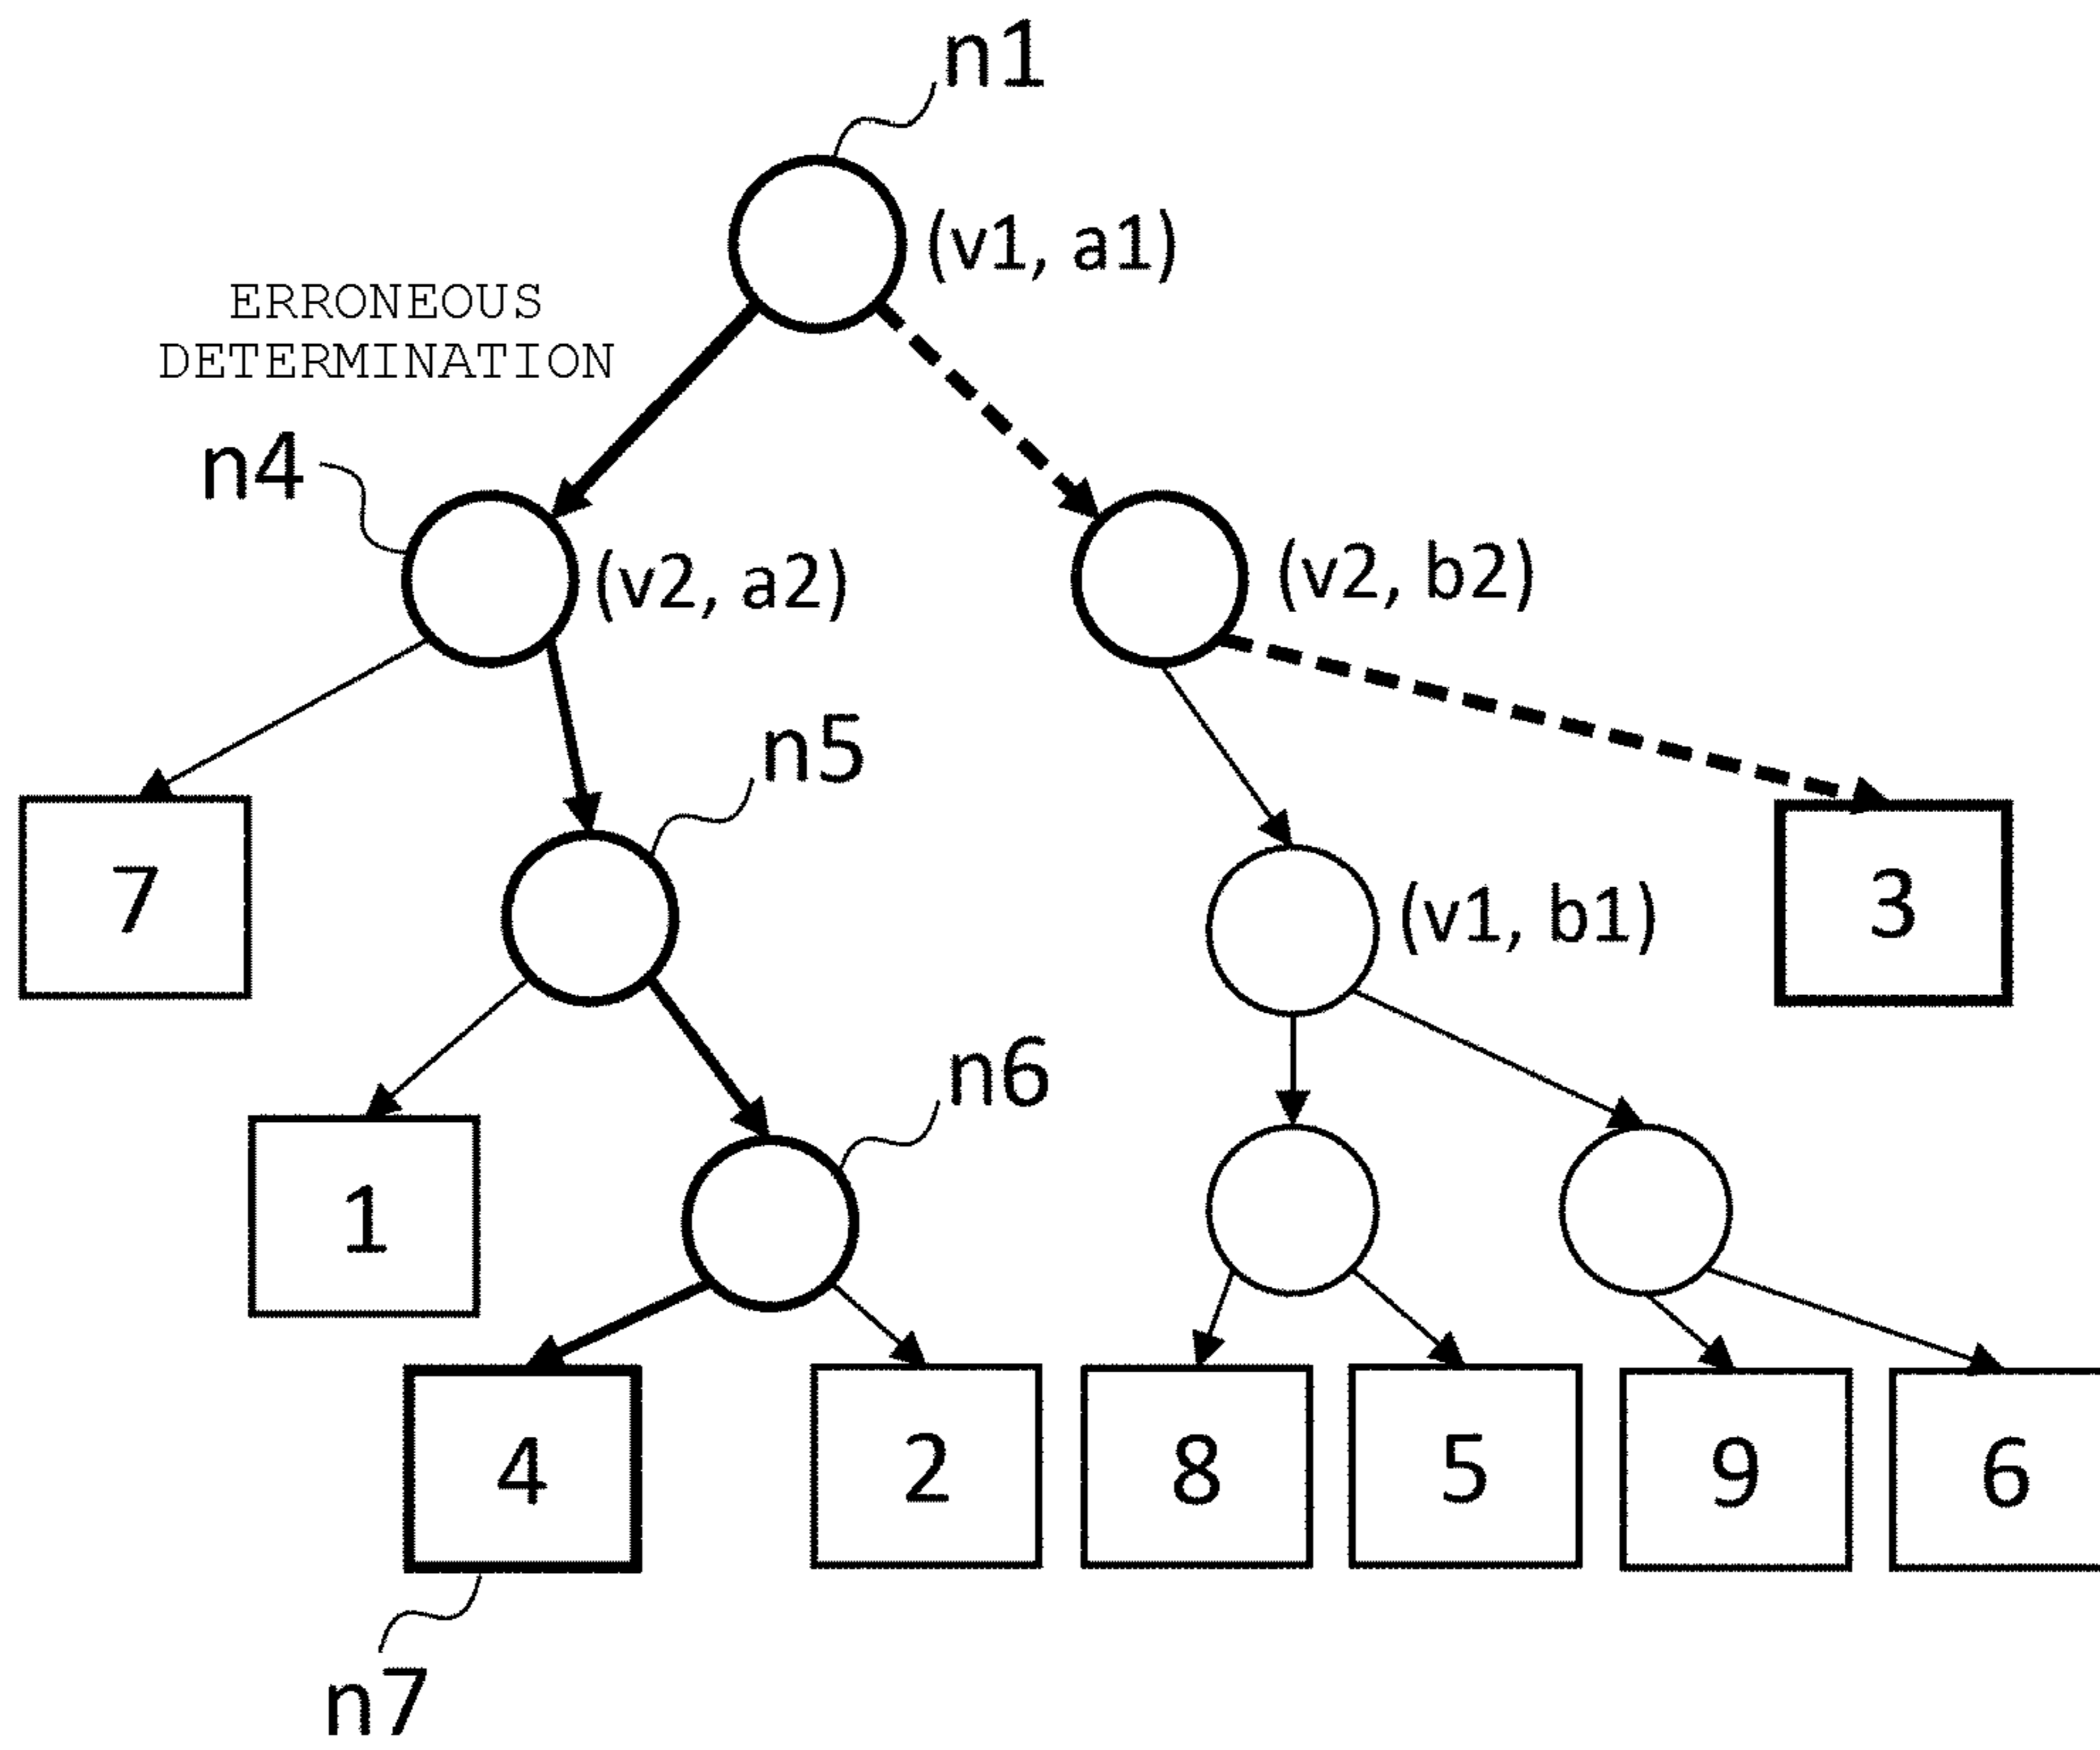 n1
(v1, a1)
ERRONEOUS
DETERMINATION
n4
(v2, a2)
(v2, b2)
n5
7
(v1, b1)
3
n6
1
4
2
8
5
9
6
n7